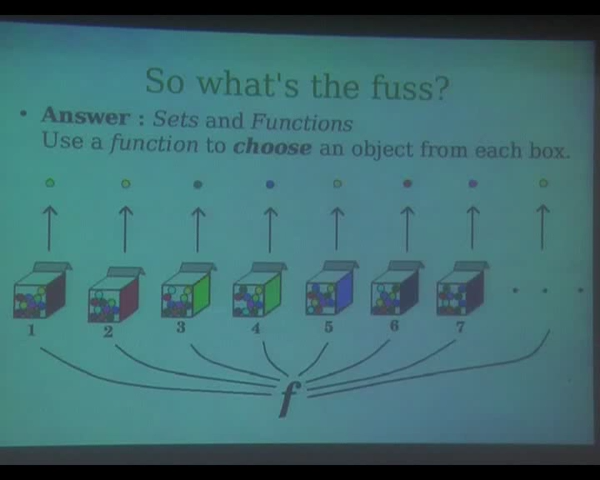 So what's the fuss?
• Answer : Sets and Functions
Use a function to choose an object from each box.
1 2 3 4 5 6 7 . . .
f